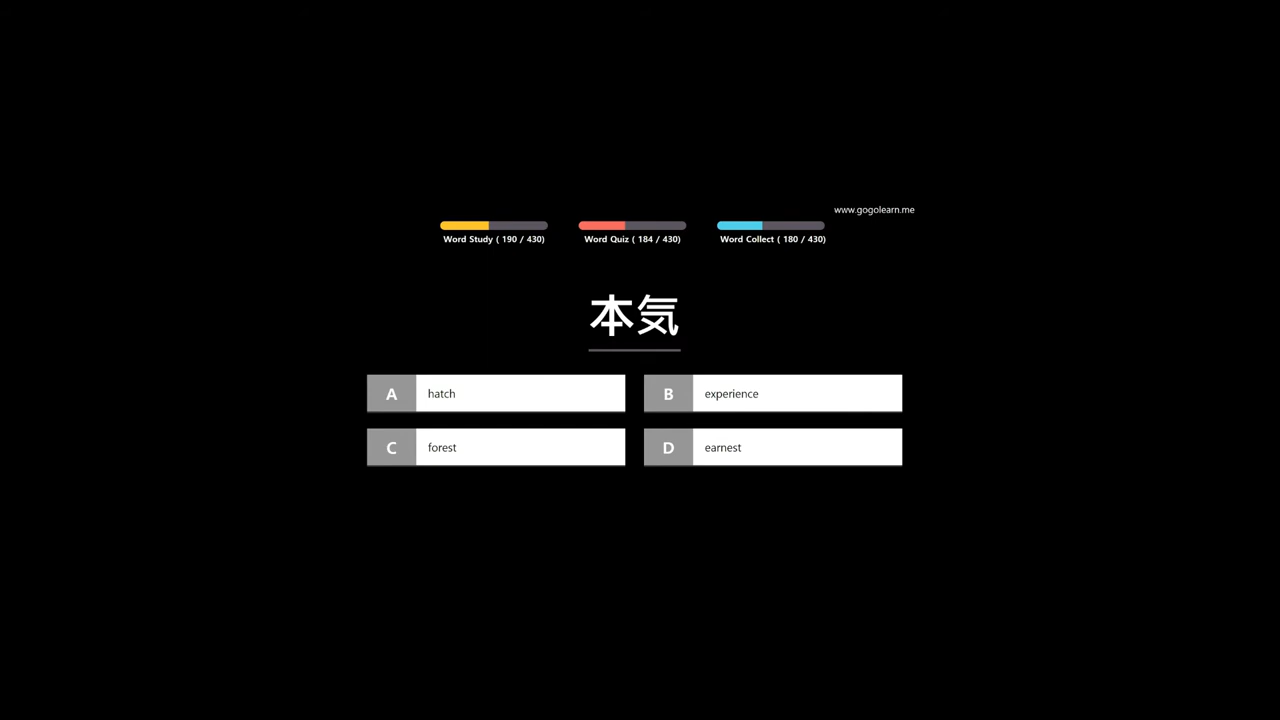 www.gogolearn.me
Word Study ( 190 / 430)
Word Quiz ( 184 / 430)
Word Collect ( 180 / 430)
本気
A hatch
B experience
C forest
D earnest